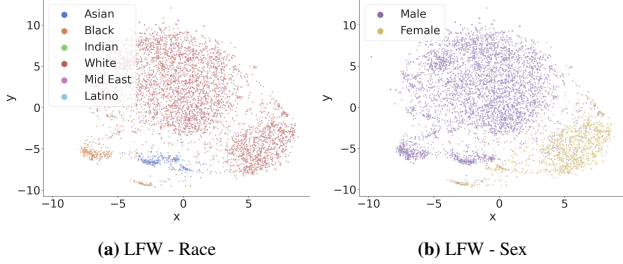 Asian
Black
Indian
White
Mid East
Latino
10
5
0
−5
−10
y
−10 −5 0 5
x
(a) LFW - Race
Male
Female
10
5
0
−5
−10
y
−10 −5 0 5
x
(b) LFW - Sex